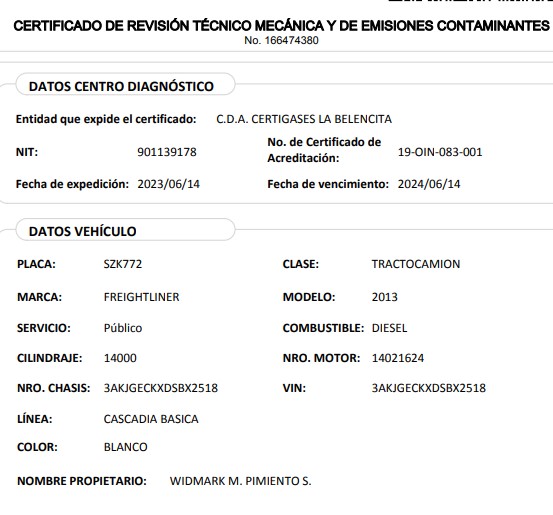 CERTIFICADO DE REVISIÓN TÉCNICO MECÁNICA Y DE EMISIONES CONTAMINANTES
No. 166474380
DATOS CENTRO DIAGNÓSTICO
Entidad que expide el certificado: C.D.A. CERTIGASES LA BELENCITA
NIT: 901139178 No. de Certificado de Acreditación: 19-OIN-083-001
Fecha de expedición: 2023/06/14 Fecha de vencimiento: 2024/06/14
DATOS VEHÍCULO
PLACA: SZK772 CLASE: TRACTOCAMION
MARCA: FREIGHTLINER MODELO: 2013
SERVICIO: Público COMBUSTIBLE: DIESEL
CILINDRAJE: 14000 NRO. MOTOR: 14021624
NRO. CHASIS: 3AKJGECKXDSBX2518 VIN: 3AKJGECKXDSBX2518
LÍNEA: CASCADIA BASICA
COLOR: BLANCO
NOMBRE PROPIETARIO: WIDMARK M. PIMIENTO S.